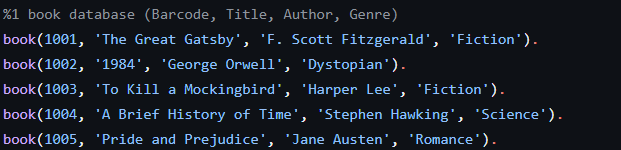 %1 book database (Barcode, Title, Author, Genre)
book(1001, 'The Great Gatsby', 'F. Scott Fitzgerald', 'Fiction').
book(1002, '1984', 'George Orwell', 'Dystopian').
book(1003, 'To Kill a Mockingbird', 'Harper Lee', 'Fiction').
book(1004, 'A Brief History of Time', 'Stephen Hawking', 'Science').
book(1005, 'Pride and Prejudice', 'Jane Austen', 'Romance').